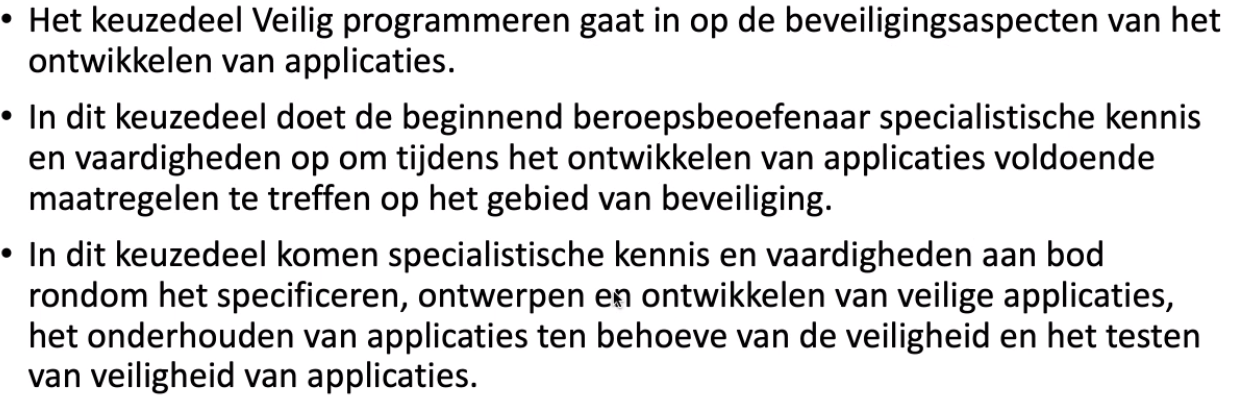 • Het keuzedeel Veilig programmeren gaat in op de beveiligingsaspecten van het
ontwikkelen van applicaties.
• In dit keuzedeel doet de beginnend beroepsbeoefenaar specialistische kennis
en vaardigheden op om tijdens het ontwikkelen van applicaties voldoende
maatregelen te treffen op het gebied van beveiliging.
• In dit keuzedeel komen specialistische kennis en vaardigheden aan bod
rondom het specificeren, ontwerpen en ontwikkelen van veilige applicaties,
het onderhouden van applicaties ten behoeve van de veiligheid en het testen
van veiligheid van applicaties.